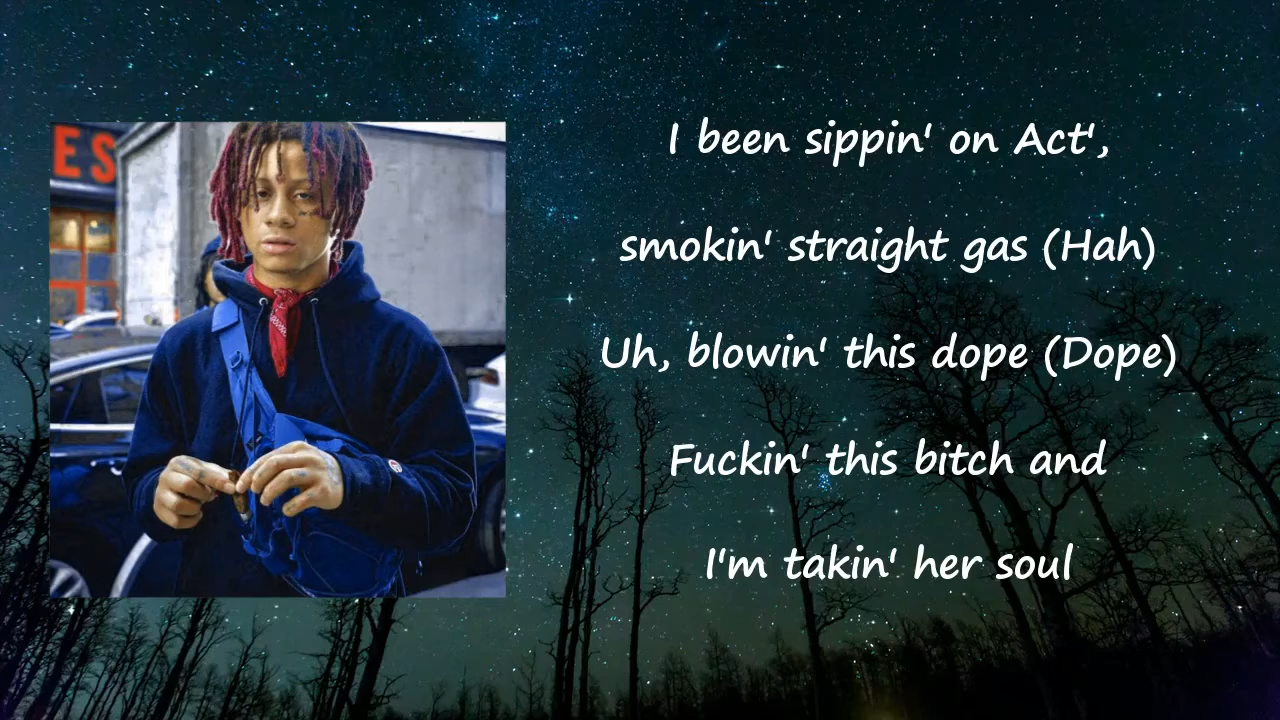 ES
I been sippin' on Act',
smokin' straight gas (Hah)
Uh, blowin' this dope (Dope)
Fuckin' this bitch and
I'm takin' her soul